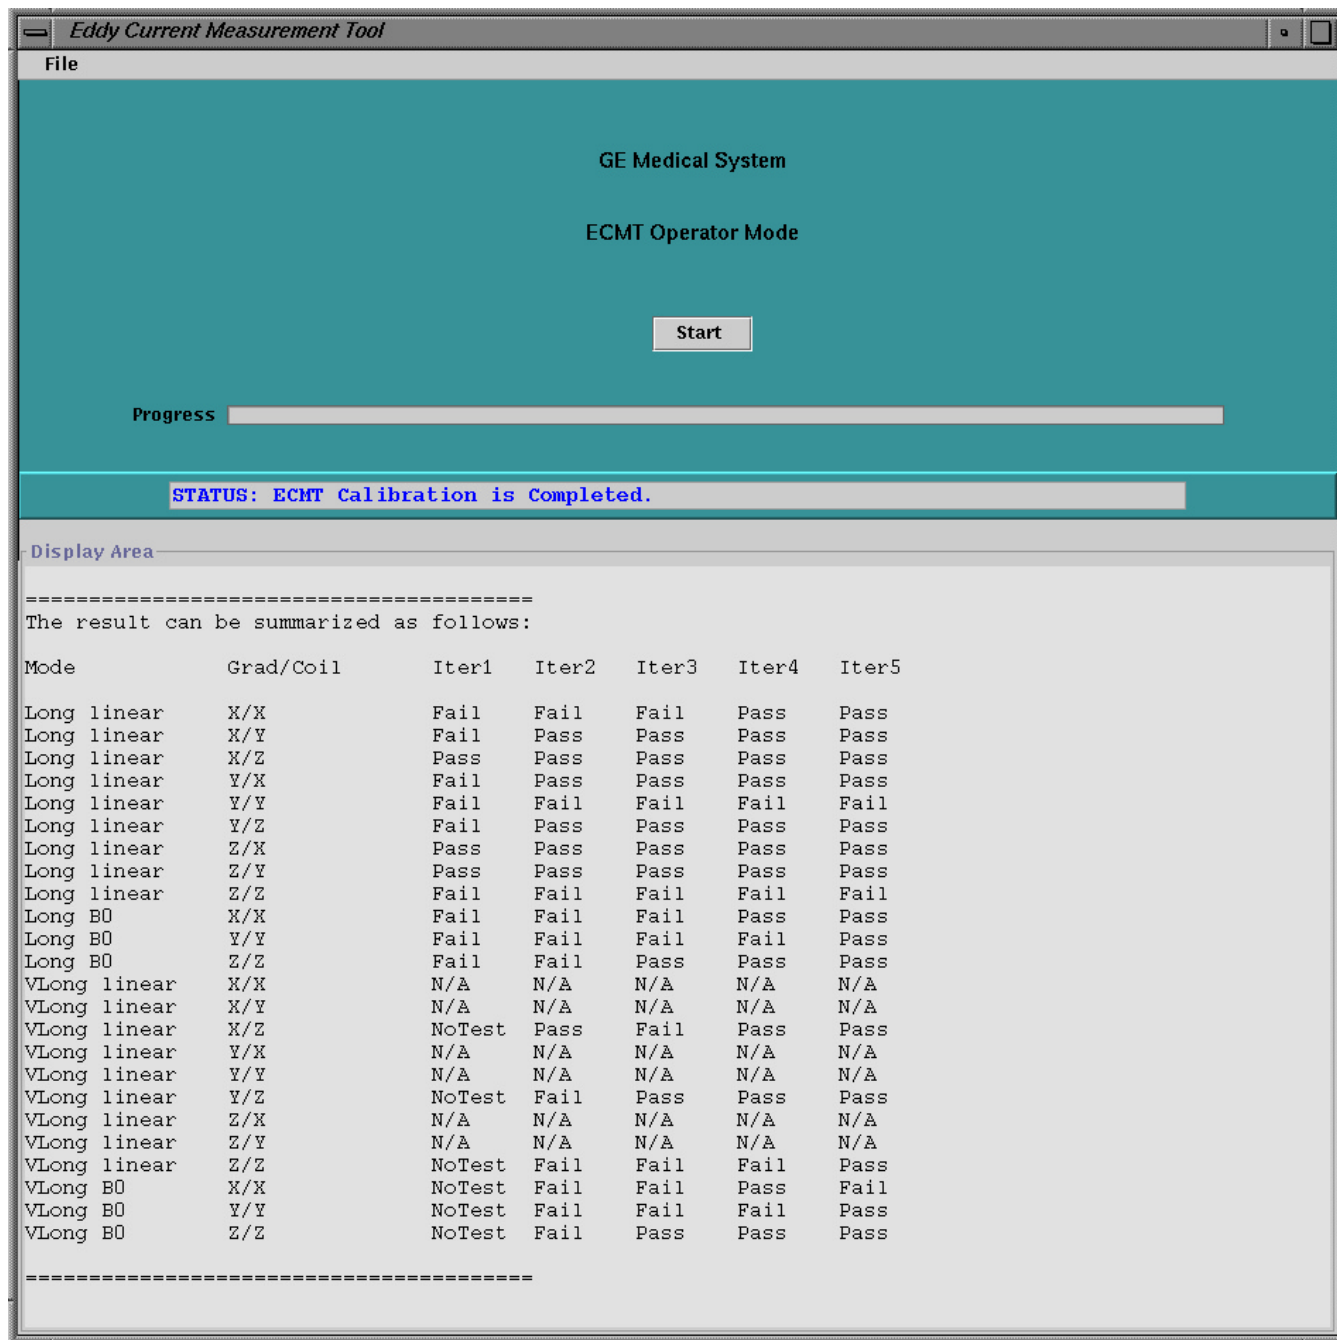 Eddy Current Measurement Tool
File
GE Medical System
ECMT Operator Mode
Start
Progress
STATUS: ECMT Calibration is Completed.
Display Area
========================================
The result can be summarized as follows:
Mode Grad/Coil Iter1 Iter2 Iter3 Iter4 Iter5
Long linear X/X Fail Fail Fail Pass Pass
Long linear X/Y Fail Pass Pass Pass Pass
Long linear X/Z Pass Pass Pass Pass Pass
Long linear Y/X Fail Pass Pass Pass Pass
Long linear Y/Y Fail Fail Fail Fail Fail
Long linear Y/Z Fail Pass Pass Pass Pass
Long linear Z/X Pass Pass Pass Pass Pass
Long linear Z/Y Pass Pass Pass Pass Pass
Long linear Z/Z Fail Fail Fail Fail Fail
Long B0 X/X Fail Fail Fail Pass Pass
Long B0 Y/Y Fail Fail Fail Fail Pass
Long B0 Z/Z Fail Fail Pass Pass Pass
VLong linear X/X N/A N/A N/A N/A N/A
VLong linear X/Y N/A N/A N/A N/A N/A
VLong linear X/Z NoTest Pass Fail Pass Pass
VLong linear Y/X N/A N/A N/A N/A N/A
VLong linear Y/Y N/A N/A N/A N/A N/A
VLong linear Y/Z NoTest Fail Pass Pass Pass
VLong linear Z/X N/A N/A N/A N/A N/A
VLong linear Z/Y N/A N/A N/A N/A N/A
VLong linear Z/Z NoTest Fail Fail Fail Pass
VLong B0 X/X NoTest Fail Fail Pass Fail
VLong B0 Y/Y NoTest Fail Fail Fail Pass
VLong B0 Z/Z NoTest Fail Pass Pass Pass
========================================